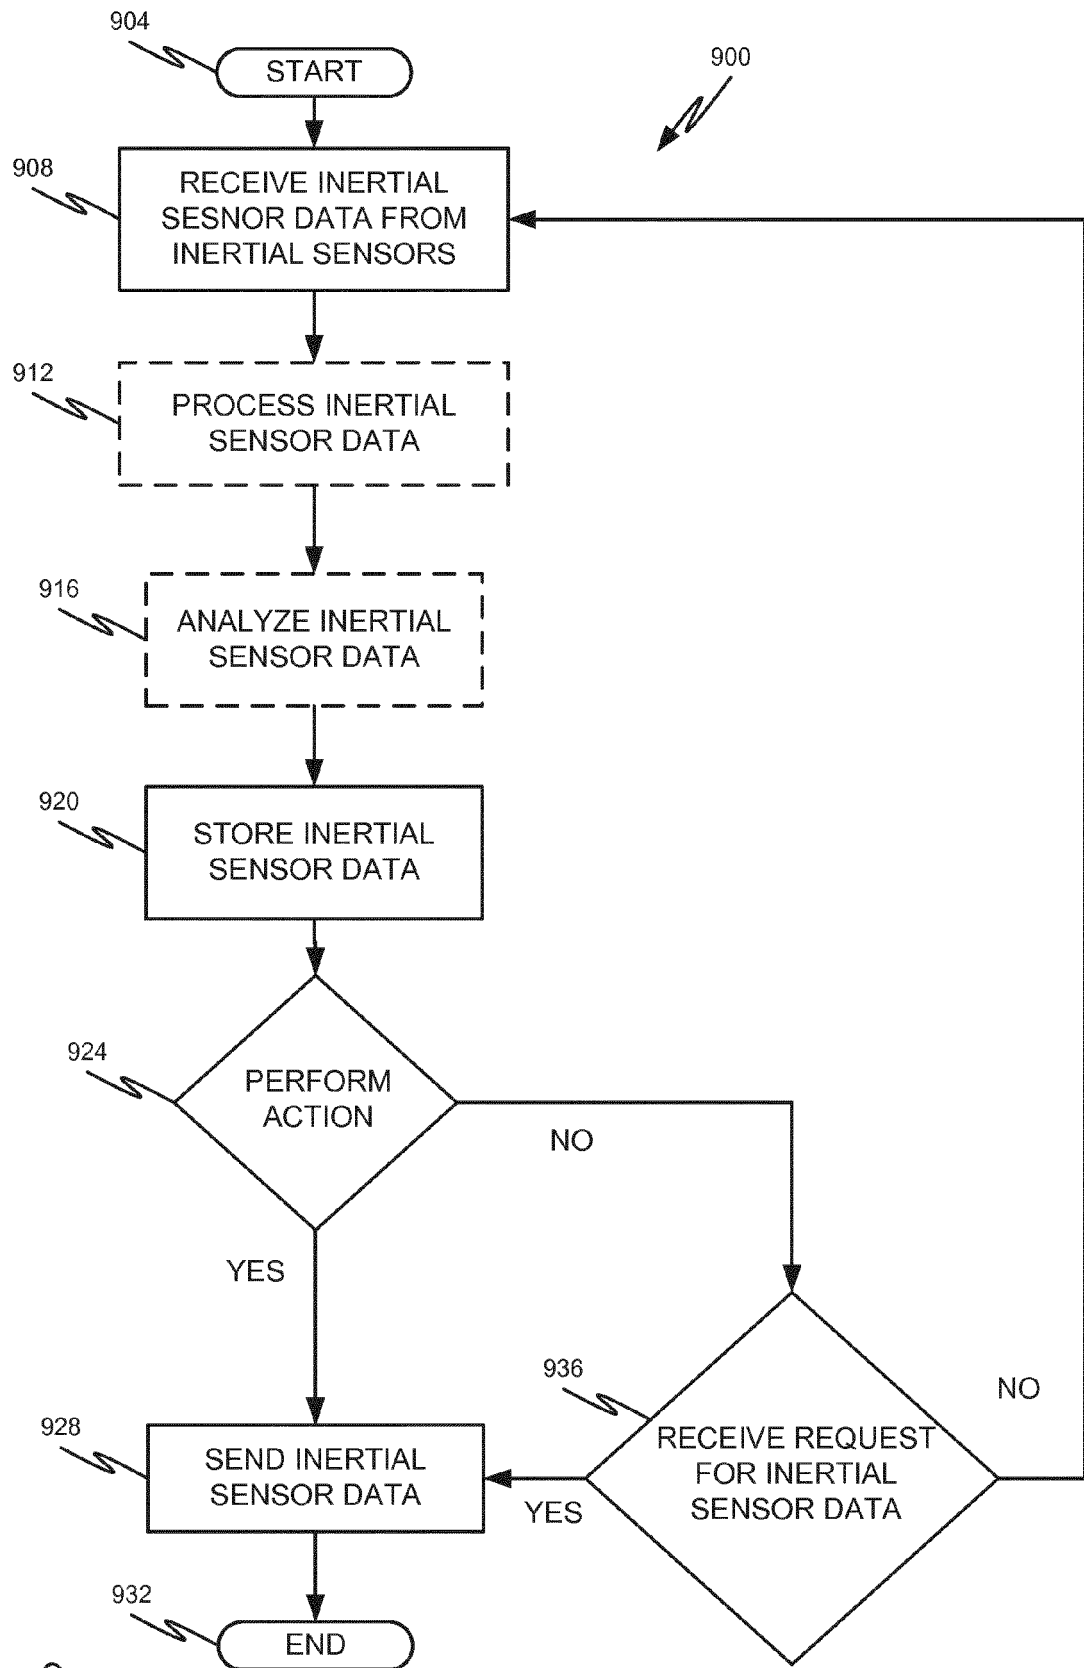 904
START
900
908
RECEIVE INERTIAL
SESNOR DATA FROM
INERTIAL SENSORS
912
PROCESS INERTIAL
SENSOR DATA
916
ANALYZE INERTIAL
SENSOR DATA
920
STORE INERTIAL
SENSOR DATA
924
PERFORM
ACTION
NO
YES
936
RECEIVE REQUEST
FOR INERTIAL
SENSOR DATA
NO
928
SEND INERTIAL
SENSOR DATA
YES
932
END